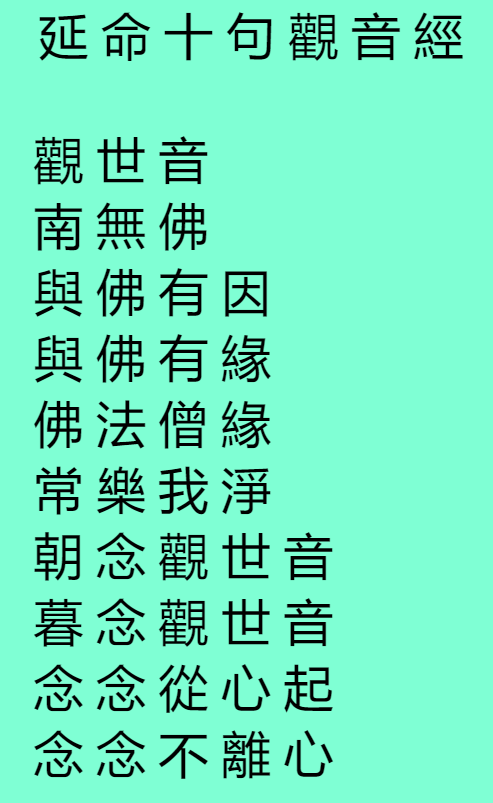 延命十句觀音經
觀世音
南無佛
與佛有因
與佛有緣
佛法僧緣
常樂我淨
朝念觀世音
暮念觀世音
念念從心起
念念不離心